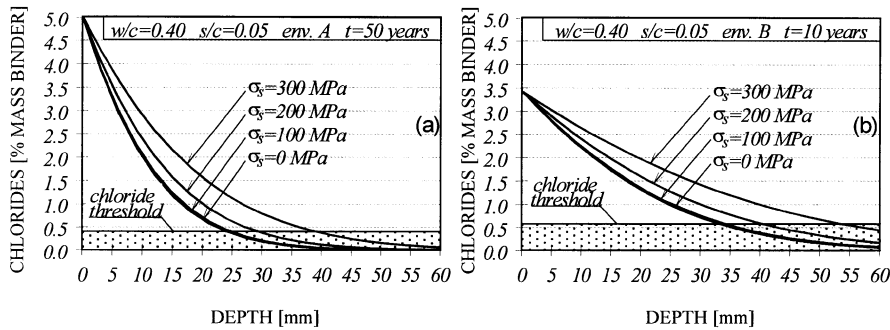 CHLORIDES [% MASS BINDER]
5.0
4.5
4.0
3.5
3.0
2.5
2.0
1.5
1.0
0.5
0.0
w/c=0.40 s/c=0.05 env. A t=50 years
σs=300 MPa
σs=200 MPa
σs=100 MPa
σs=0 MPa
(a)
chloride
threshold
0 5 10 15 20 25 30 35 40 45 50 55 60
DEPTH [mm]
CHLORIDES [% MASS BINDER]
5.0
4.5
4.0
3.5
3.0
2.5
2.0
1.5
1.0
0.5
0.0
w/c=0.40 s/c=0.05 env. B t=10 years
σs=300 MPa
σs=200 MPa
σs=100 MPa
σs=0 MPa
(b)
chloride
threshold
0 5 10 15 20 25 30 35 40 45 50 55 60
DEPTH [mm]